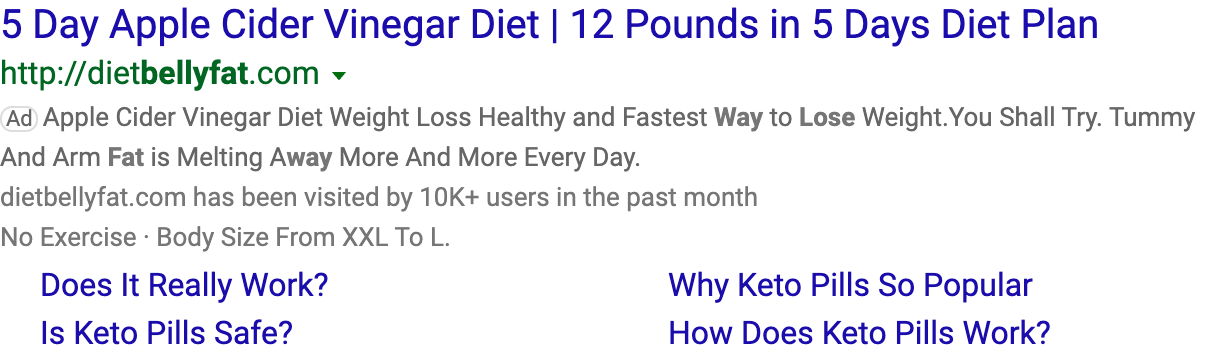 5 Day Apple Cider Vinegar Diet | 12 Pounds in 5 Days Diet Plan
http://dietbellyfat.com
Ad Apple Cider Vinegar Diet Weight Loss Healthy and Fastest Way to Lose Weight.You Shall Try. Tummy
And Arm Fat is Melting Away More And More Every Day.
dietbellyfat.com has been visited by 10K+ users in the past month
No Exercise · Body Size From XXL To L.
Does It Really Work? Why Keto Pills So Popular
Is Keto Pills Safe? How Does Keto Pills Work?